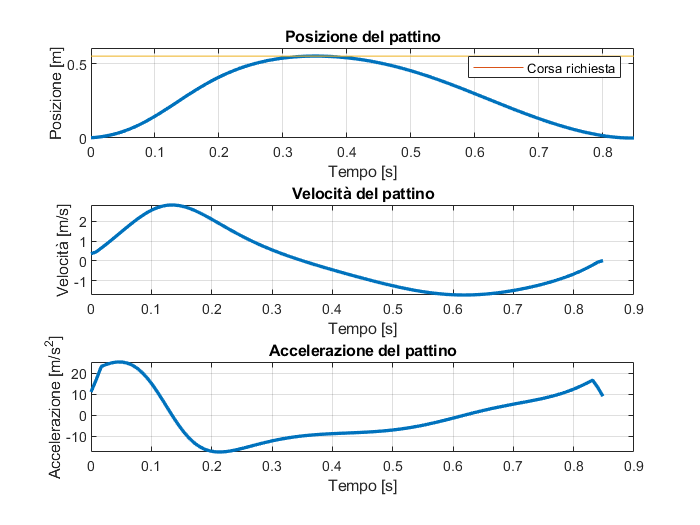 Posizione del pattino
Posizione [m]
0.5
0
Corsa richiesta
0 0.1 0.2 0.3 0.4 0.5 0.6 0.7 0.8
Tempo [s]
Velocità del pattino
Velocità [m/s]
2
1
0
-1
0 0.1 0.2 0.3 0.4 0.5 0.6 0.7 0.8 0.9
Tempo [s]
Accelerazione del pattino
Accelerazione [m/s²]
20
10
0
-10
0 0.1 0.2 0.3 0.4 0.5 0.6 0.7 0.8 0.9
Tempo [s]